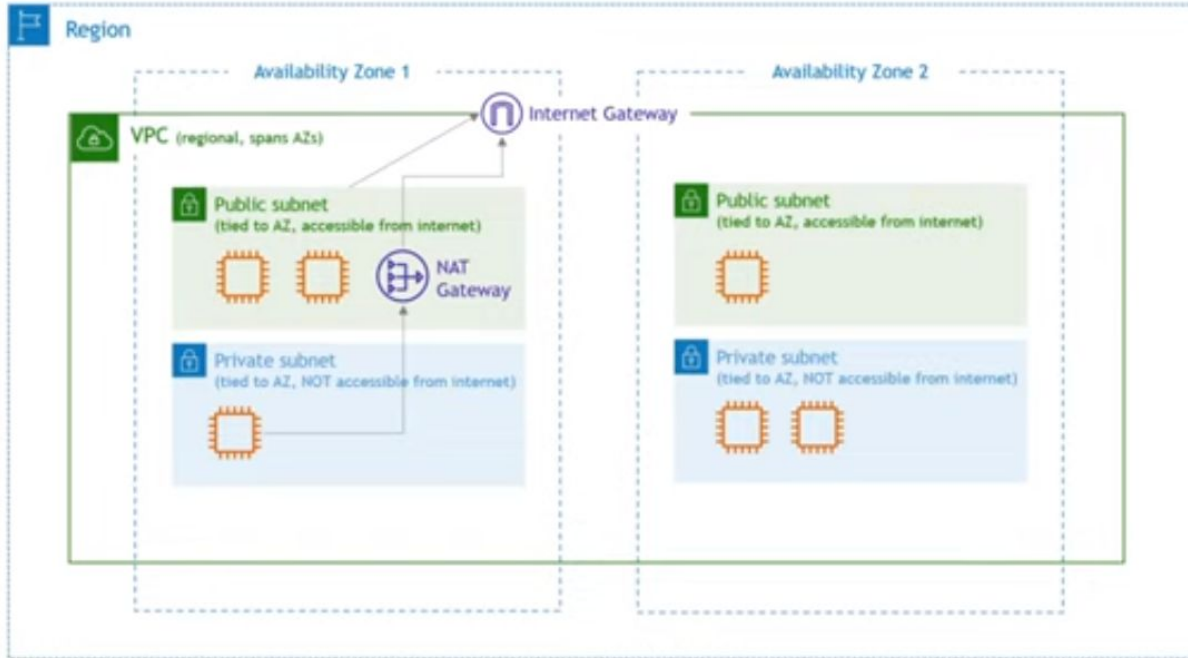 Region
Availability Zone 1
Availability Zone 2
Internet Gateway
VPC (regional, spans AZs)
Public subnet
(tied to AZ, accessible from internet)
NAT
Gateway
Private subnet
(tied to AZ, NOT accessible from internet)
Public subnet
(tied to AZ, accessible from internet)
Private subnet
(tied to AZ, NOT accessible from internet)